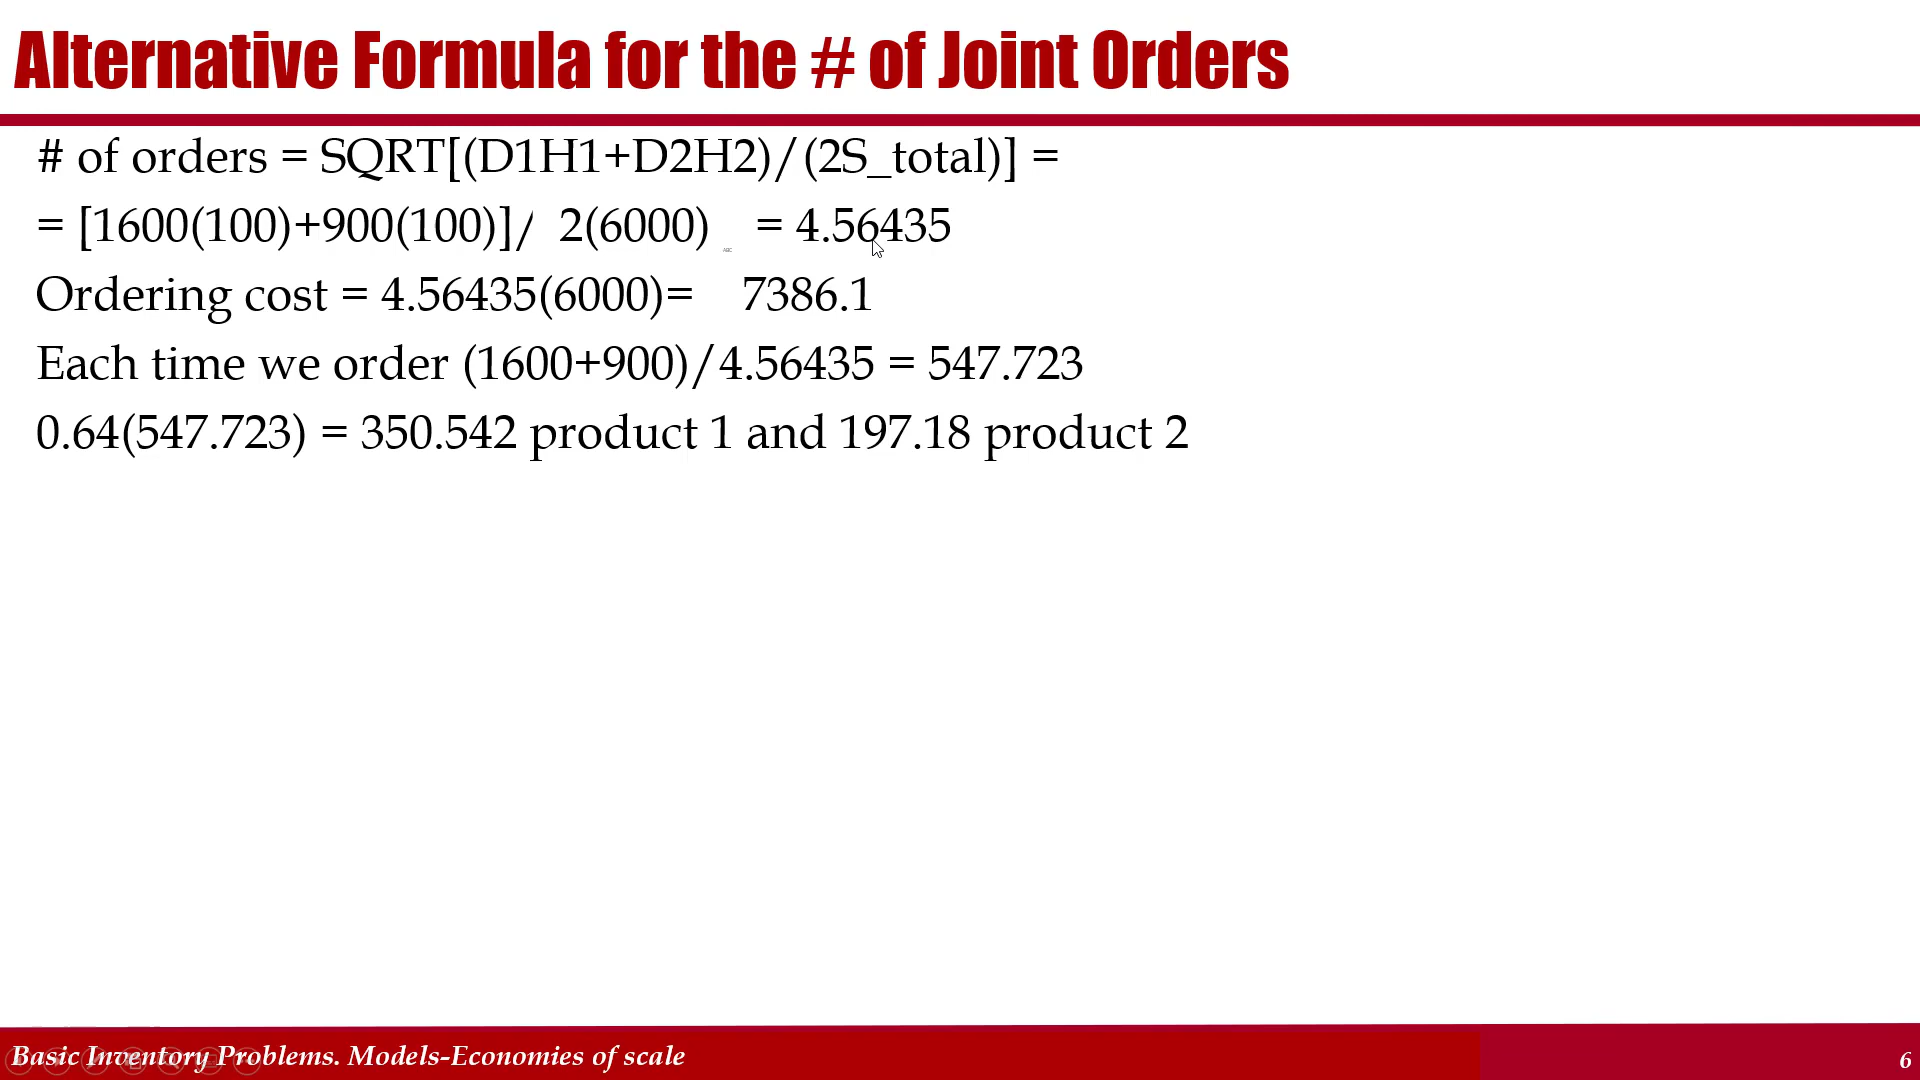 Alternative Formula for the # of Joint Orders
# of orders = SQRT[(D1H1+D2H2)/(2S_total)] =
= [1600(100)+900(100)]/ 2(6000) = 4.56435
Ordering cost = 4.56435(6000)= 7386.1
Each time we order (1600+900)/4.56435 = 547.723
0.64(547.723) = 350.542 product 1 and 197.18 product 2
Basic Inventory Problems. Models-Economies of scale
6